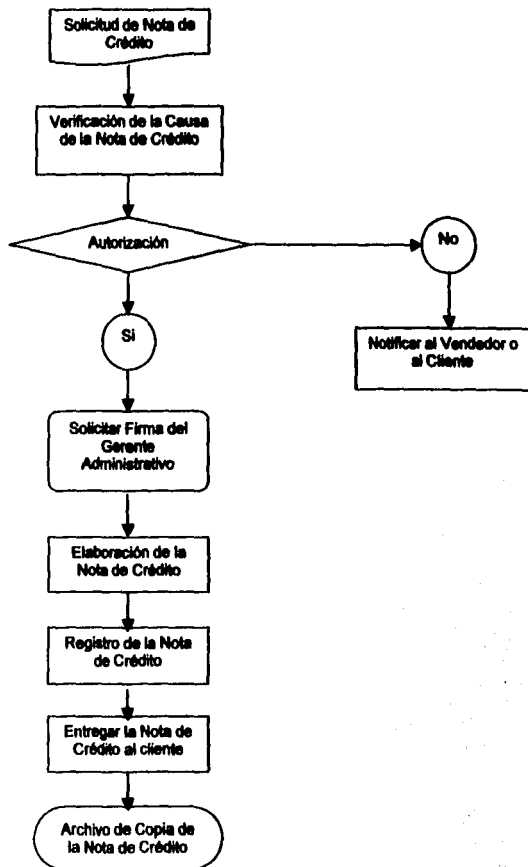 Solicitud de Nota de
Crédito
Verificación de la Causa
de la Nota de Crédito
Autorización
No
Si
Notificar al Vendedor o
al Cliente
Solicitar Firma del
Gerente
Administrativo
Elaboración de la
Nota de Crédito
Registro de la Nota
de Crédito
Entregar la Nota de
Crédito al cliente
Archivo de Copia de
la Nota de Crédito